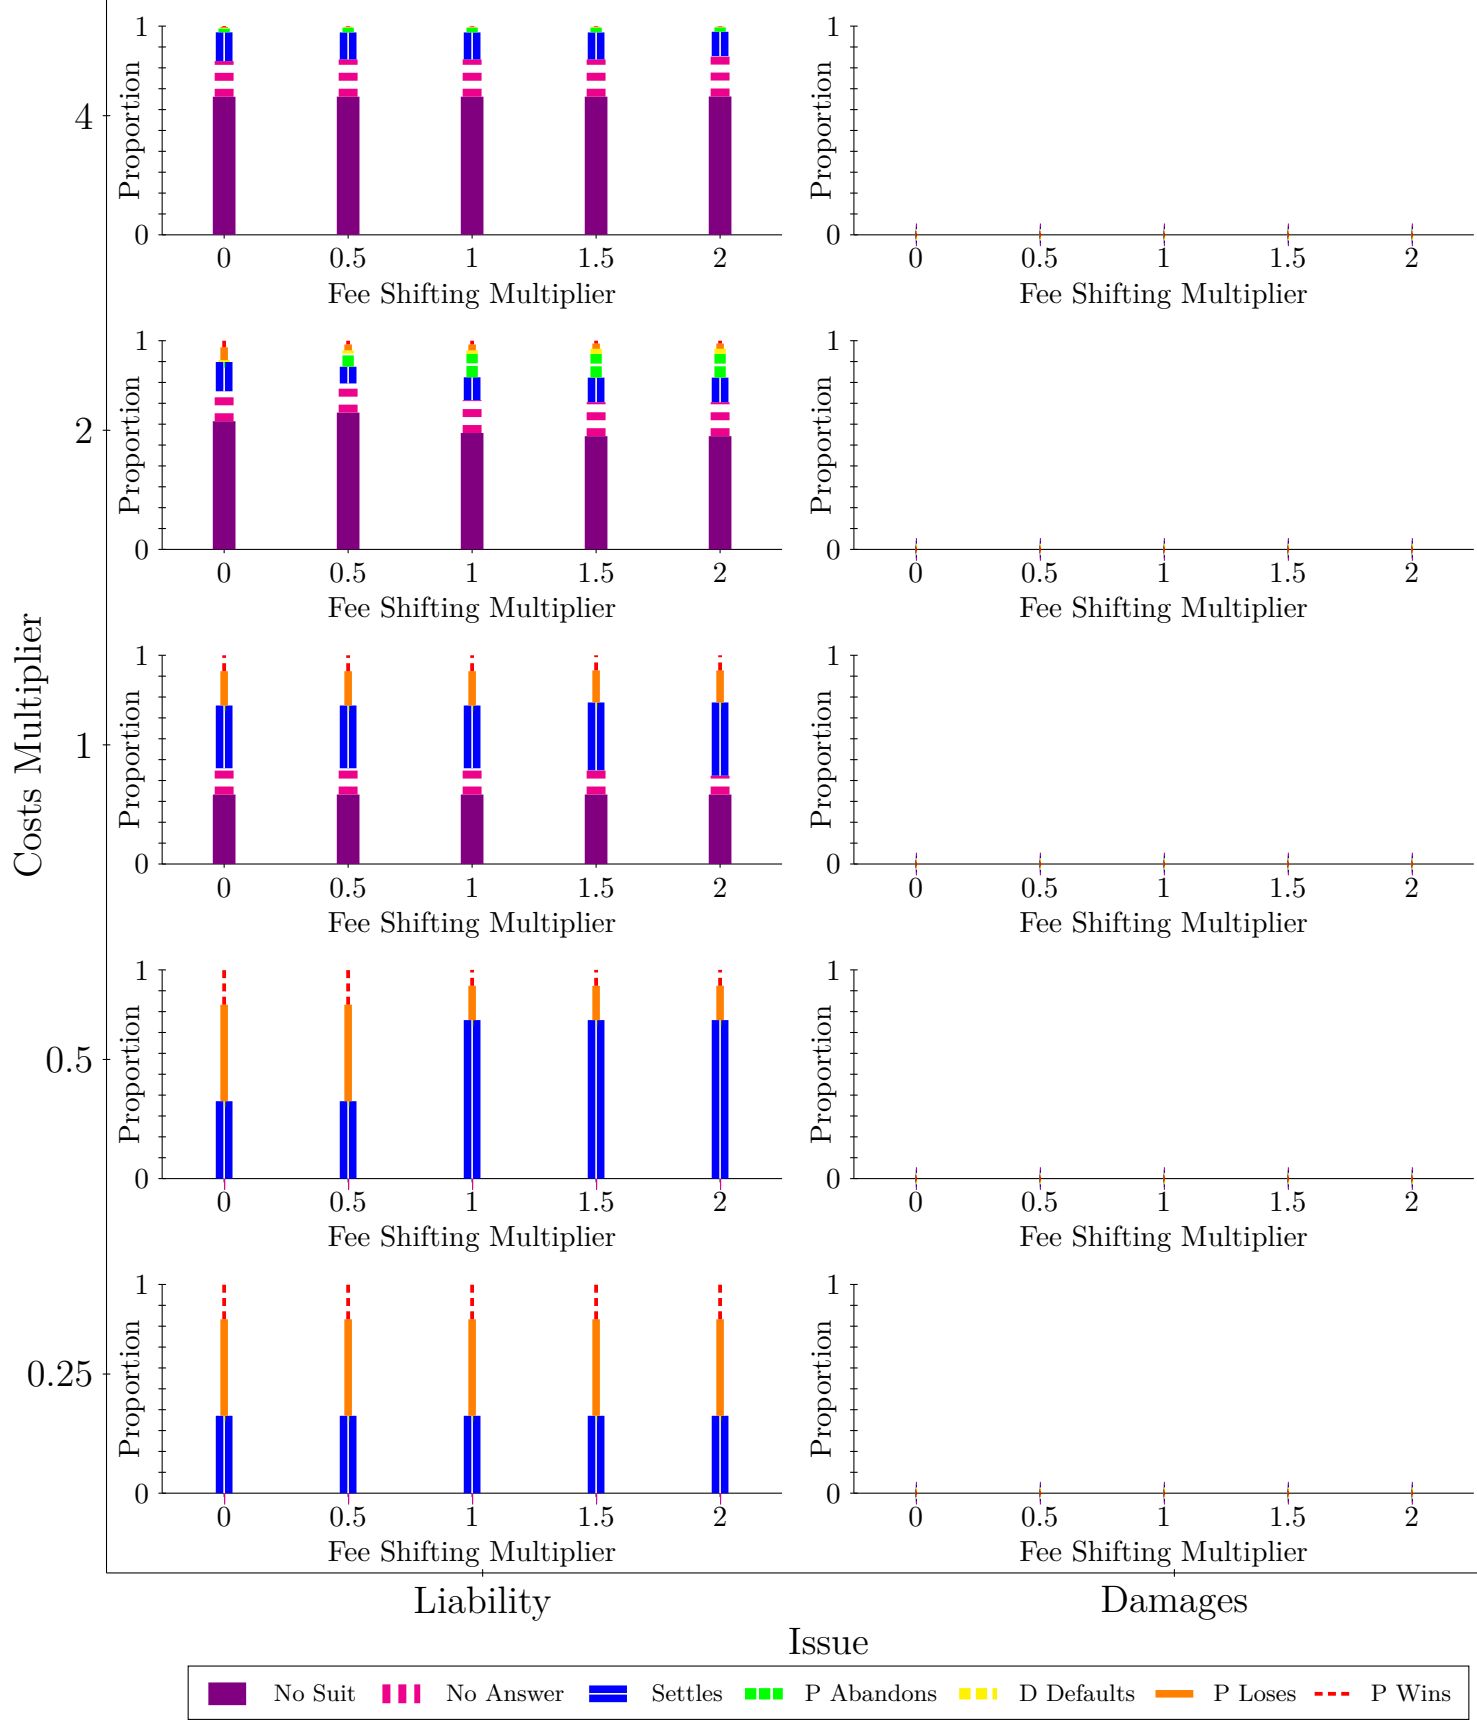 Costs Multiplier
4
Proportion
1
0
0 0.5 1 1.5 2
Fee Shifting Multiplier
Proportion
1
0
0 0.5 1 1.5 2
Fee Shifting Multiplier
2
Proportion
1
0
0 0.5 1 1.5 2
Fee Shifting Multiplier
Proportion
1
0
0 0.5 1 1.5 2
Fee Shifting Multiplier
1
Proportion
1
0
0 0.5 1 1.5 2
Fee Shifting Multiplier
Proportion
1
0
0 0.5 1 1.5 2
Fee Shifting Multiplier
0.5
Proportion
1
0
0 0.5 1 1.5 2
Fee Shifting Multiplier
Proportion
1
0
0 0.5 1 1.5 2
Fee Shifting Multiplier
0.25
Proportion
1
0
0 0.5 1 1.5 2
Fee Shifting Multiplier
Proportion
1
0
0 0.5 1 1.5 2
Fee Shifting Multiplier
Liability Damages
Issue
No Suit No Answer Settles P Abandons D Defaults P Loses P Wins